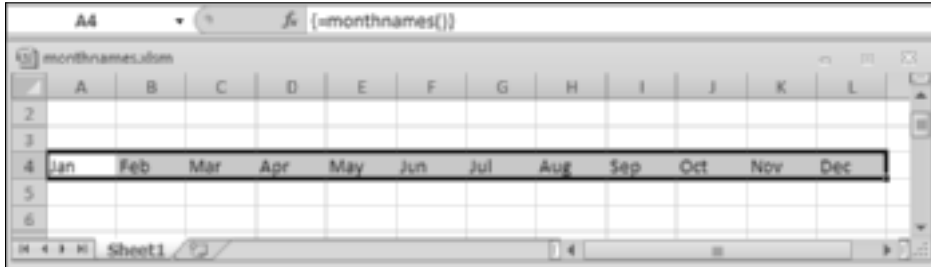 A4 fx {=monthnames()}
monthnames.xlsm
A B C D E F G H I J K L
2
3
4 Jan Feb Mar Apr May Jun Jul Aug Sep Oct Nov Dec
5
6
Sheet1